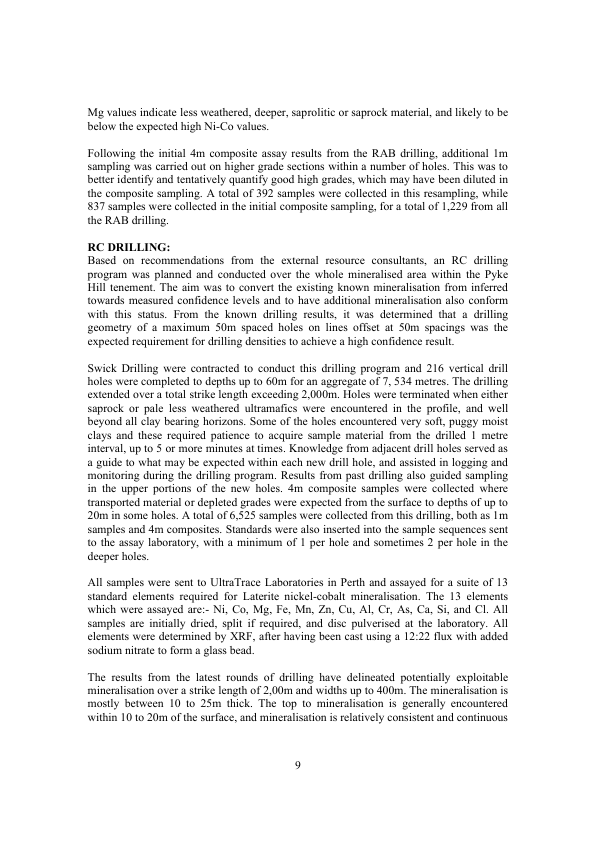 Mg values indicate less weathered, deeper, saprolitic or saprock material, and likely to be
below the expected high Ni-Co values.
Following the initial 4m composite assay results from the RAB drilling, additional 1m
sampling was carried out on higher grade sections within a number of holes. This was to
better identify and tentatively quantify good high grades, which may have been diluted in
the composite sampling. A total of 392 samples were collected in this resampling, while
837 samples were collected in the initial composite sampling, for a total of 1,229 from all
the RAB drilling.
RC DRILLING:
Based on recommendations from the external resource consultants, an RC drilling
program was planned and conducted over the whole mineralised area within the Pyke
Hill tenement. The aim was to convert the existing known mineralisation from inferred
towards measured confidence levels and to have additional mineralisation also conform
with this status. From the known drilling results, it was determined that a drilling
geometry of a maximum 50m spaced holes on lines offset at 50m spacings was the
expected requirement for drilling densities to achieve a high confidence result.
Swick Drilling were contracted to conduct this drilling program and 216 vertical drill
holes were completed to depths up to 60m for an aggregate of 7, 534 metres. The drilling
extended over a total strike length exceeding 2,000m. Holes were terminated when either
saprock or pale less weathered ultramafics were encountered in the profile, and well
beyond all clay bearing horizons. Some of the holes encountered very soft, puggy moist
clays and these required patience to acquire sample material from the drilled 1 metre
interval, up to 5 or more minutes at times. Knowledge from adjacent drill holes served as
a guide to what may be expected within each new drill hole, and assisted in logging and
monitoring during the drilling program. Results from past drilling also guided sampling
in the upper portions of the new holes. 4m composite samples were collected where
transported material or depleted grades were expected from the surface to depths of up to
20m in some holes. A total of 6,525 samples were collected from this drilling, both as 1m
samples and 4m composites. Standards were also inserted into the sample sequences sent
to the assay laboratory, with a minimum of 1 per hole and sometimes 2 per hole in the
deeper holes.
All samples were sent to UltraTrace Laboratories in Perth and assayed for a suite of 13
standard elements required for Laterite nickel-cobalt mineralisation. The 13 elements
which were assayed are:- Ni, Co, Mg, Fe, Mn, Zn, Cu, Al, Cr, As, Ca, Si, and Cl. All
samples are initially dried, split if required, and disc pulverised at the laboratory. All
elements were determined by XRF, after having been cast using a 12:22 flux with added
sodium nitrate to form a glass bead.
The results from the latest rounds of drilling have delineated potentially exploitable
mineralisation over a strike length of 2,00m and widths up to 400m. The mineralisation is
mostly between 10 to 25m thick. The top to mineralisation is generally encountered
within 10 to 20m of the surface, and mineralisation is relatively consistent and continuous
9